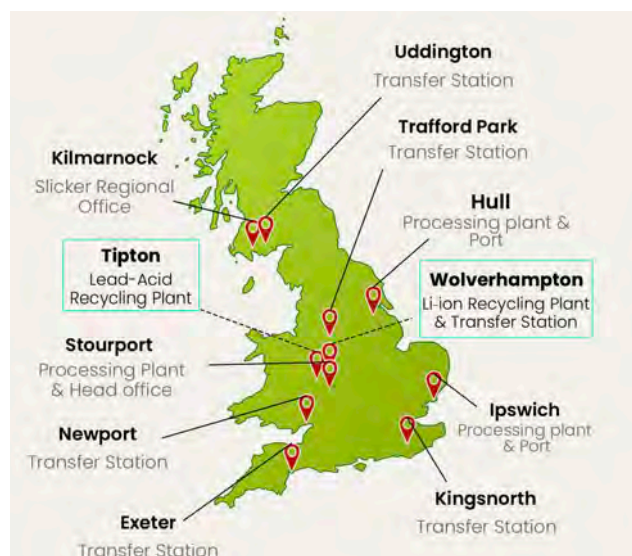 Uddington
Transfer Station
Trafford Park
Transfer Station
Kilmarnock
Slicker Regional
Office
Hull
Processing plant &
Port
Tipton
Lead-Acid
Recycling Plant
Wolverhampton
Li-ion Recycling Plant
& Transfer Station
Stourport
Processing Plant
& Head office
Ipswich
Processing plant
& Port
Newport
Transfer Station
Kingsnorth
Transfer Station
Exeter
Transfer Station